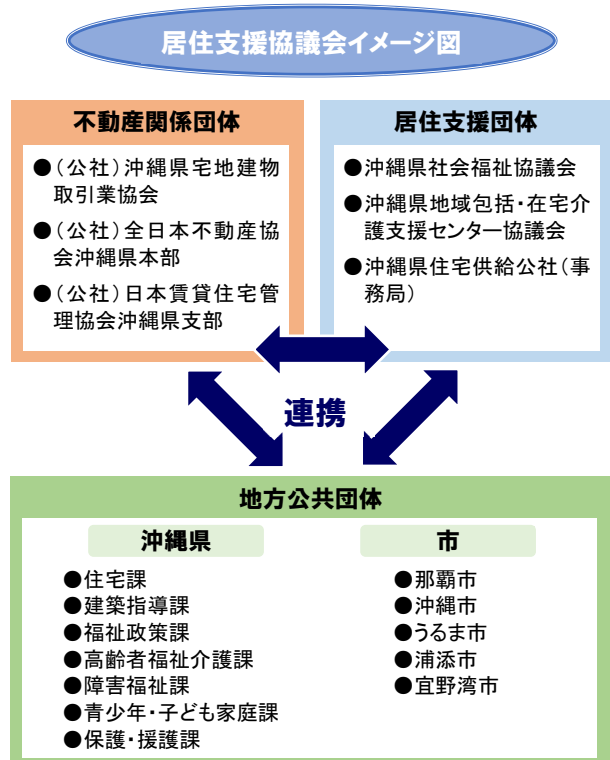 居住支援協議会イメージ図
不動産関係団体
●（公社）沖縄県宅地建物
取引業協会
●（公社）全日本不動産協
会沖縄県本部
●（公社）日本賃貸住宅管
理協会沖縄県支部
居住支援団体
●沖縄県社会福祉協議会
●沖縄県地域包括・在宅介
護支援センター協議会
●沖縄県住宅供給公社（事
務局）
連携
地方公共団体
沖縄県
●住宅課
●建築指導課
●福祉政策課
●高齢者福祉介護課
●障害福祉課
●青少年・子ども家庭課
●保護・援護課
市
●那覇市
●沖縄市
●うるま市
●浦添市
●宜野湾市